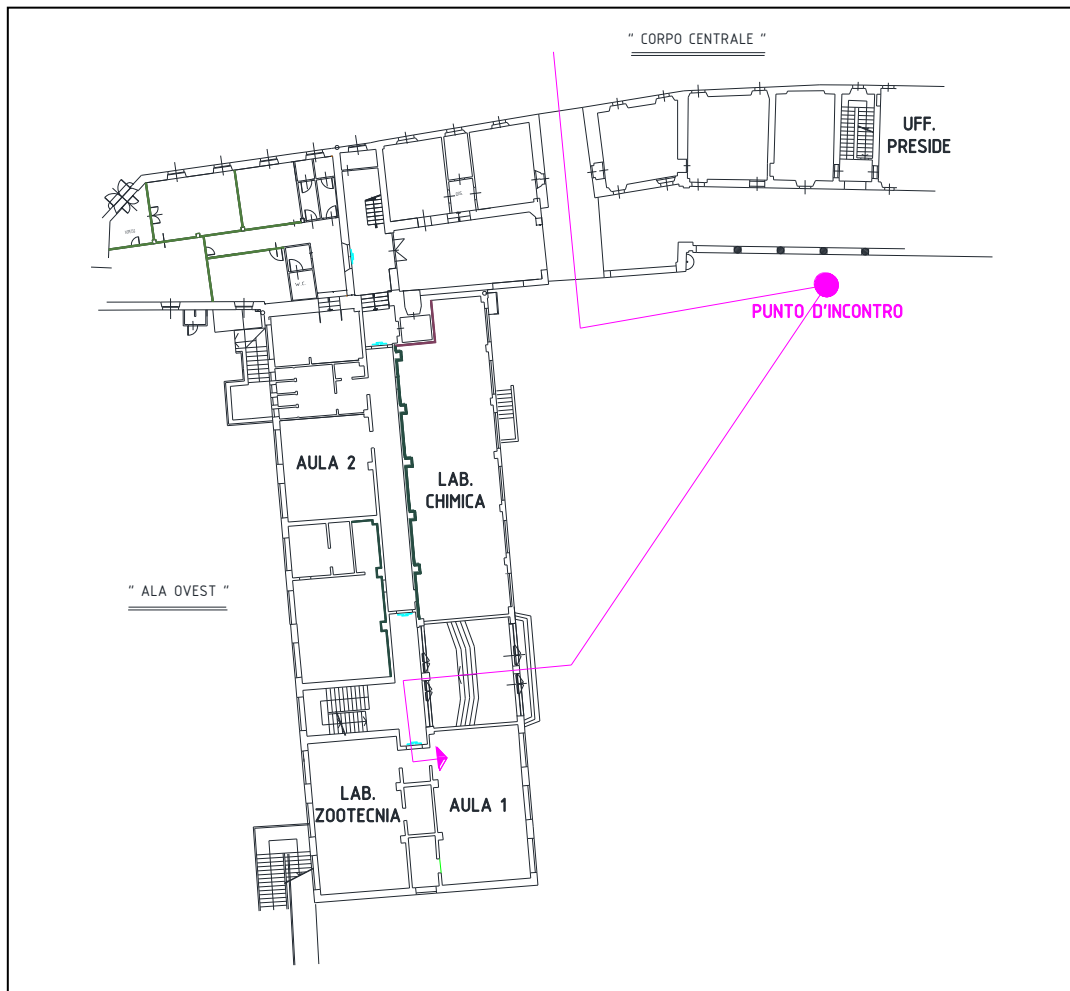 " CORPO CENTRALE "
UFF.
PRESIDE
W.C.
PUNTO D'INCONTRO
AULA 2
LAB.
CHIMICA
" ALA OVEST "
LAB.
ZOOTECNIA
AULA 1